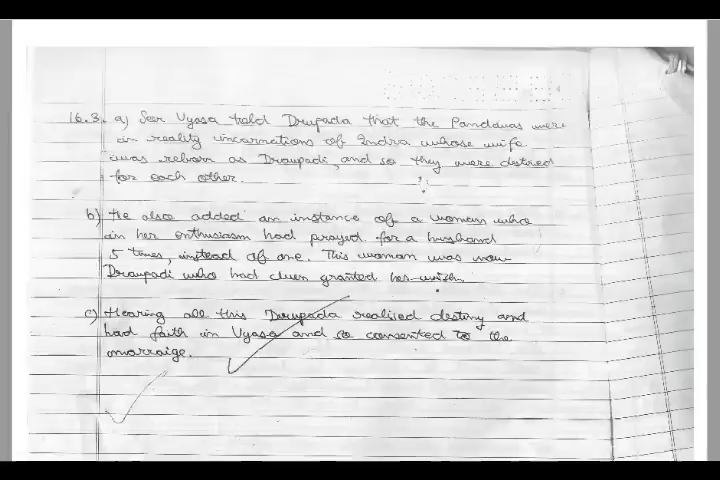 16.3. a) Seer Vyasa told Drupada that the Pandavas were
in reality incarnations of Indra whose wife
was reborn as Draupadi, and so they were destined
for each other.
b) He also added an instance of a woman who
in her enthusiasm had prayed for a husband
5 times, instead of one. This woman was now
Draupadi who had been granted her wish.
c) Hearing all this Drupada realised destiny and
had faith in Vyasa and so consented to the
marraige.